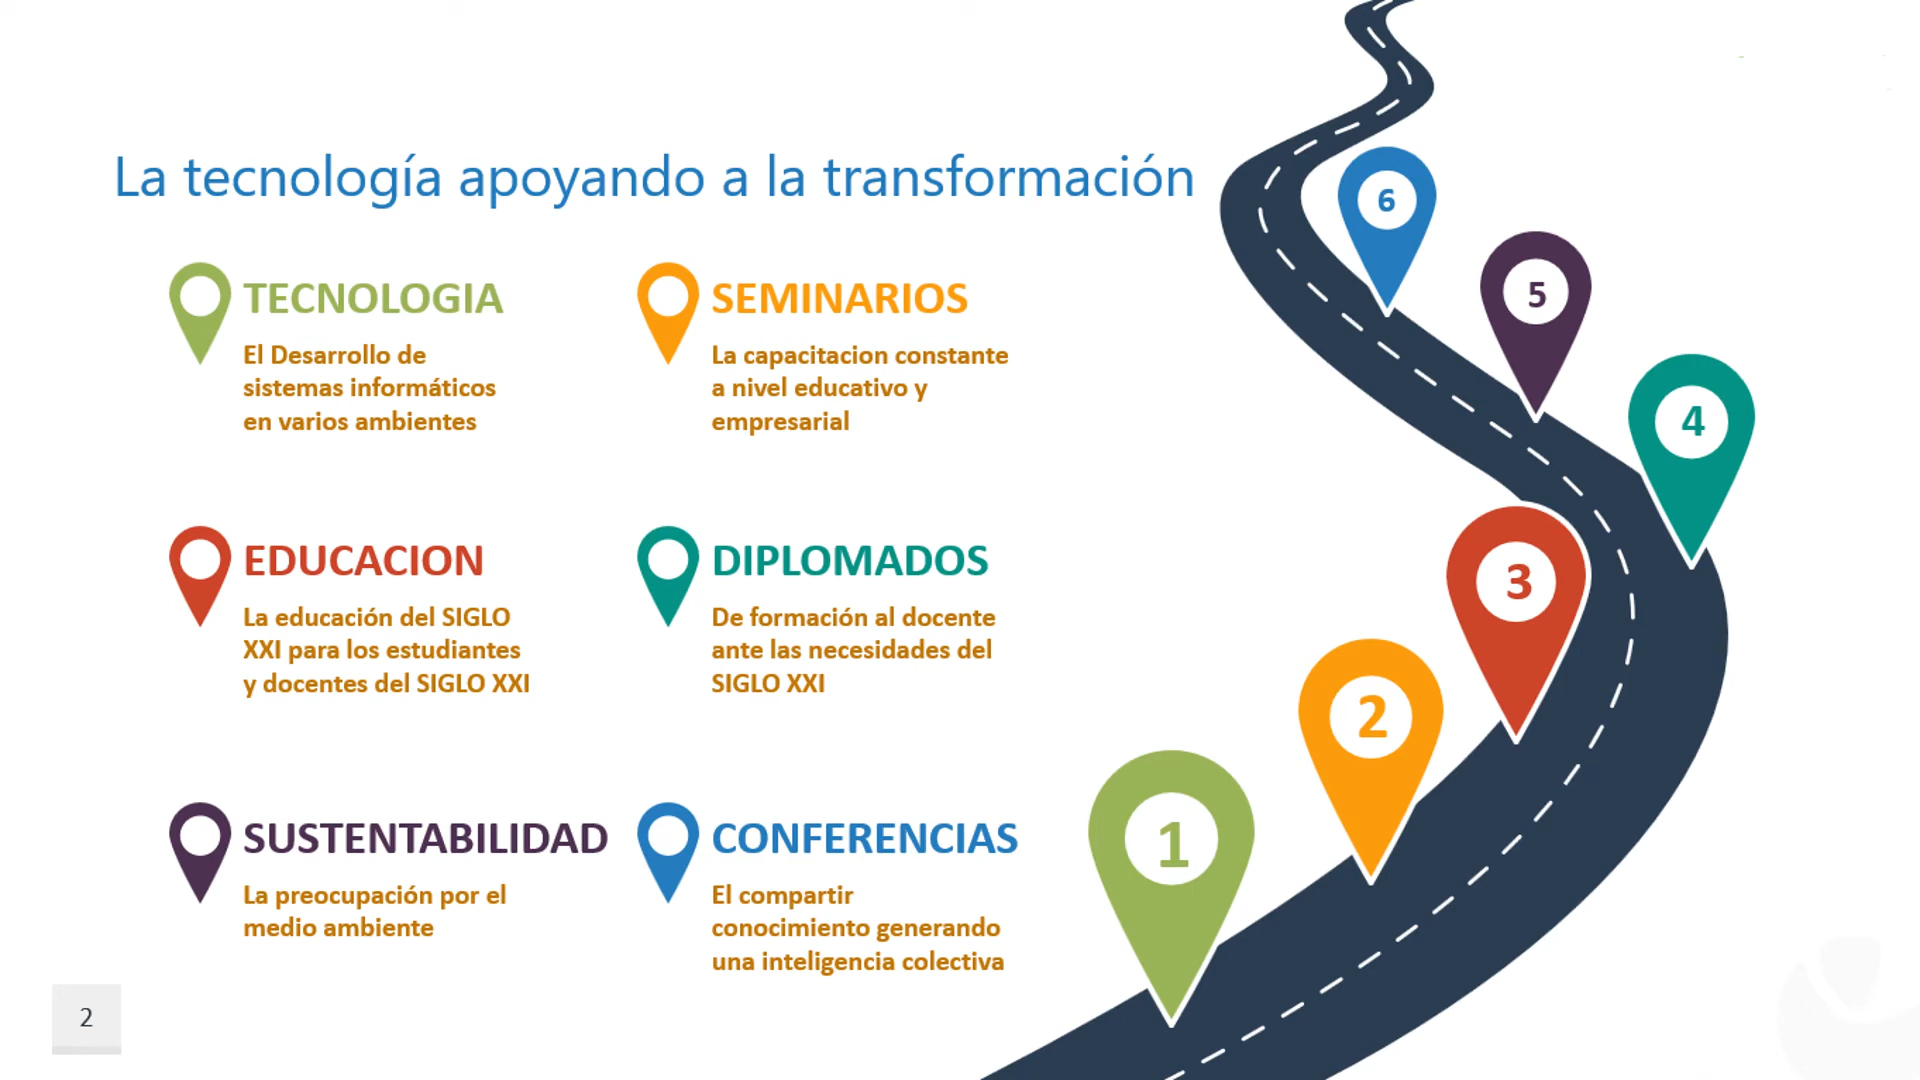 La tecnología apoyando a la transformación
TECNOLOGIA
El Desarrollo de
sistemas informáticos
en varios ambientes
SEMINARIOS
La capacitacion constante
a nivel educativo y
empresarial
EDUCACION
La educación del SIGLO
XXI para los estudiantes
y docentes del SIGLO XXI
DIPLOMADOS
De formación al docente
ante las necesidades del
SIGLO XXI
SUSTENTABILIDAD
La preocupación por el
medio ambiente
CONFERENCIAS
El compartir
conocimiento generando
una inteligencia colectiva
6
5
4
3
2
1
2